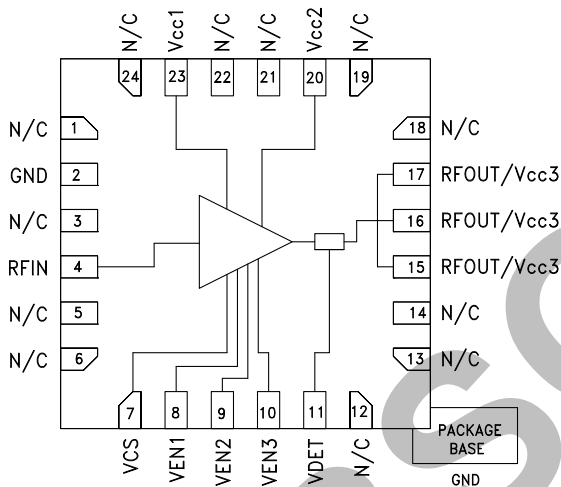 N/C
Vcc1
N/C
N/C
Vcc2
N/C
24
23
22
21
20
19
N/C 1
GND 2
N/C 3
RFIN 4
N/C 5
N/C 6
18 N/C
17 RFOUT/Vcc3
16 RFOUT/Vcc3
15 RFOUT/Vcc3
14 N/C
13 N/C
7
8
9
10
11
12
VCS
VEN1
VEN2
VEN3
VDET
N/C
PACKAGE
BASE
GND